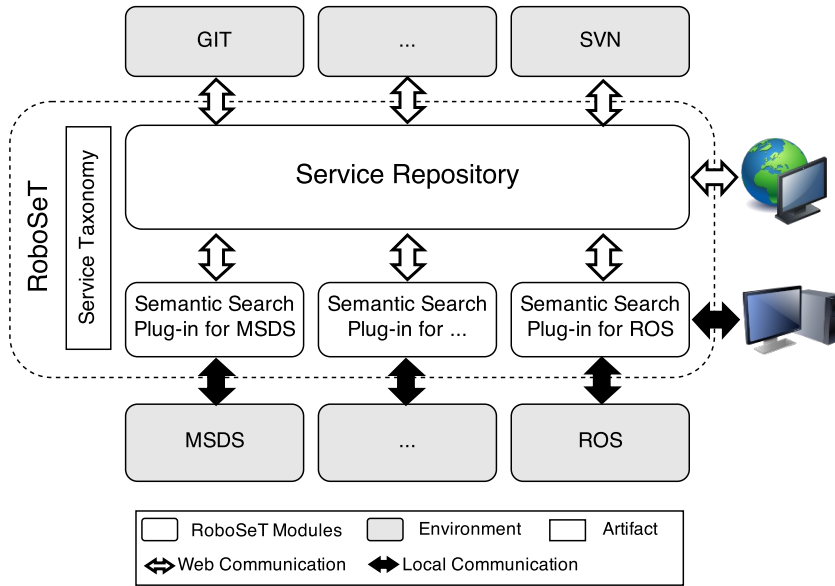 GIT
...
SVN
RoboSeT
Service Taxonomy
Service Repository
Semantic Search
Plug-in for MSDS
Semantic Search
Plug-in for ...
Semantic Search
Plug-in for ROS
MSDS
...
ROS
RoboSeT Modules
Environment
Artifact
Web Communication
Local Communication